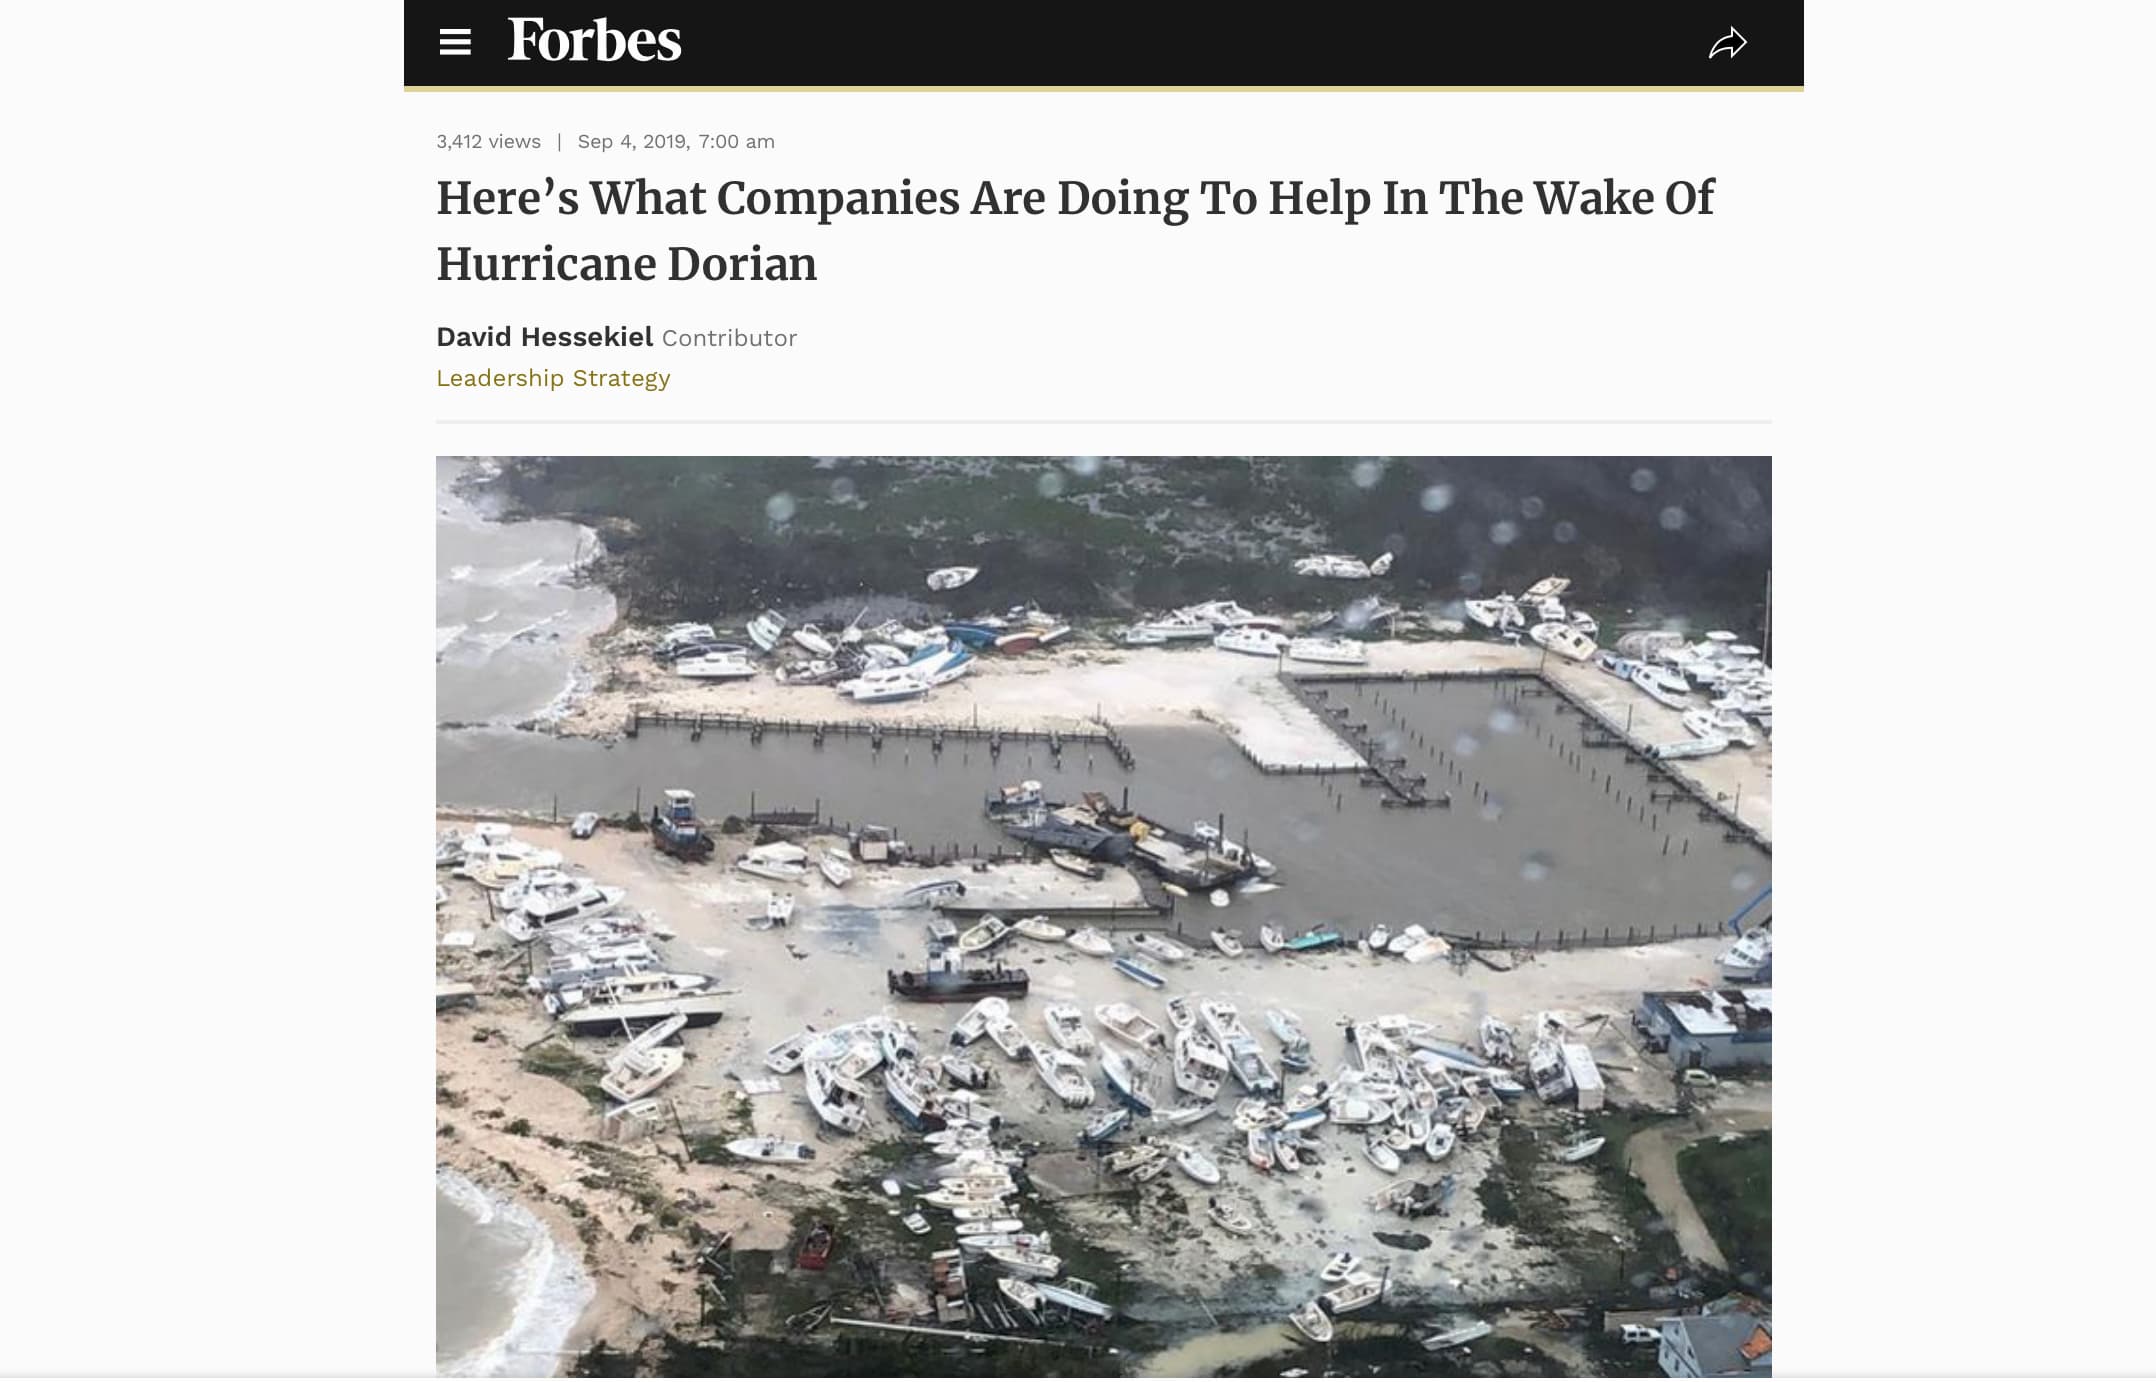 Forbes
3,412 views | Sep 4, 2019, 7:00 am
Here’s What Companies Are Doing To Help In The Wake Of
Hurricane Dorian
David Hessekiel Contributor
Leadership Strategy